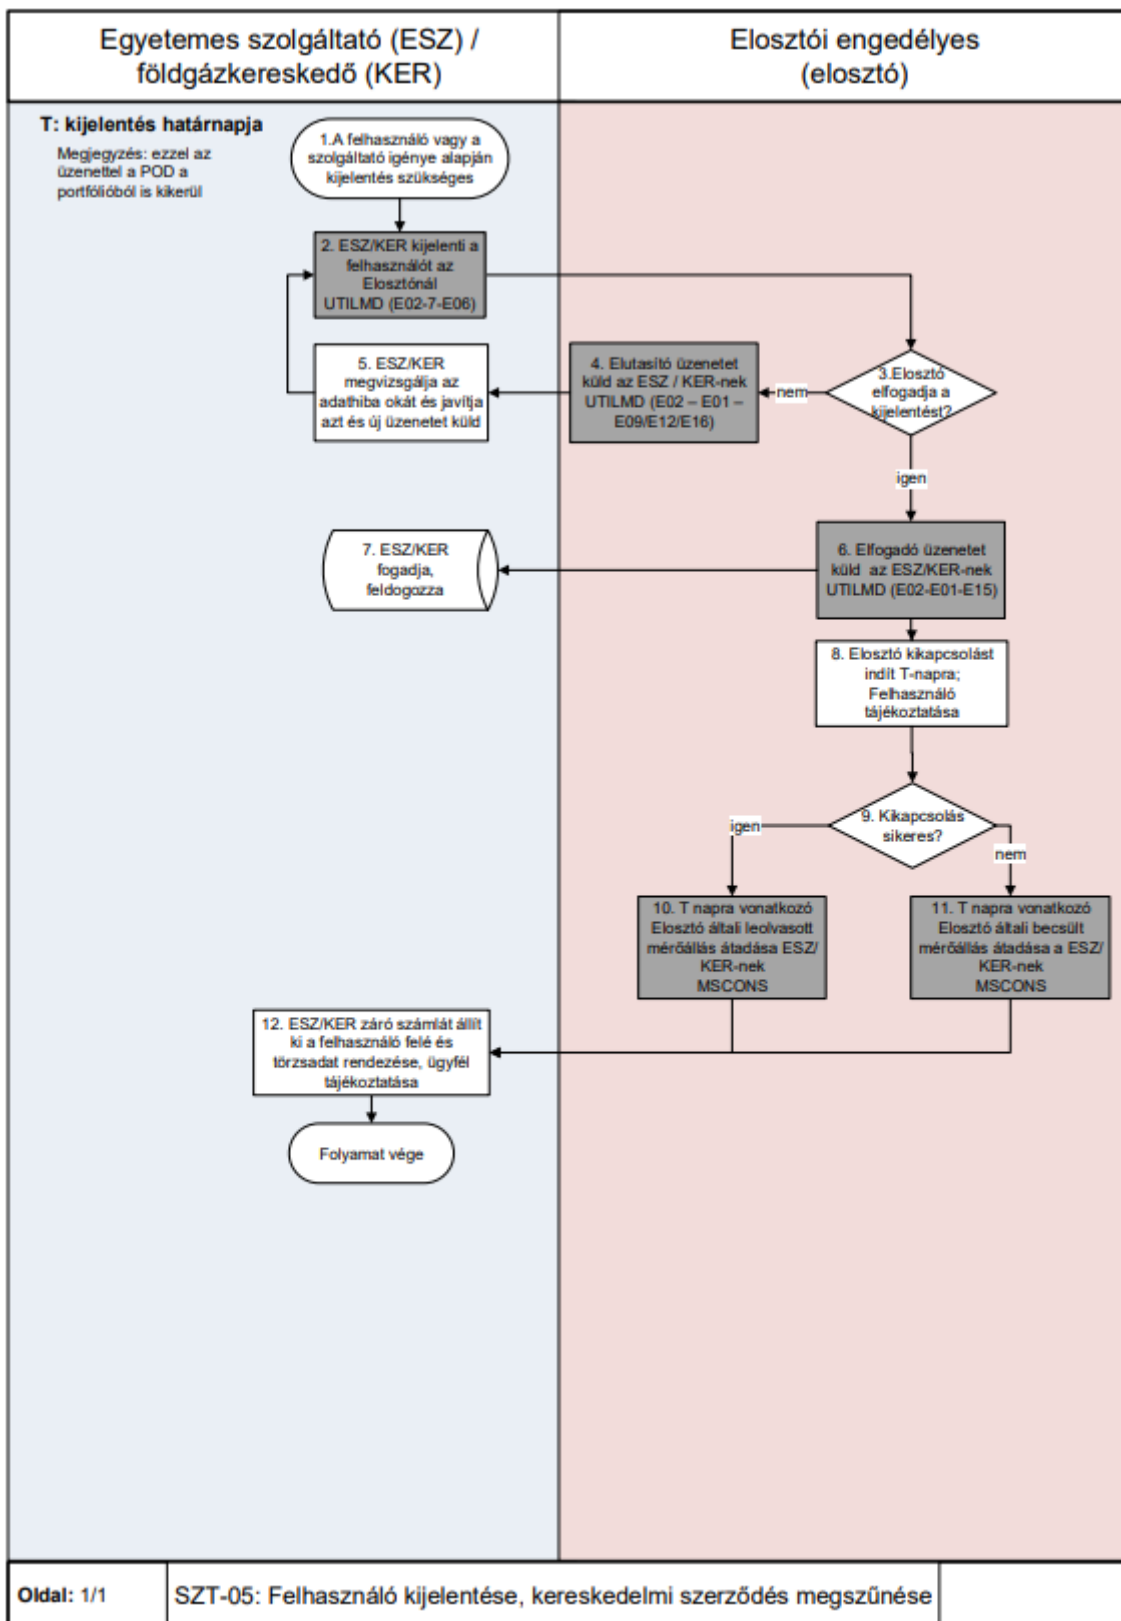 Egyetemes szolgáltató (ESZ) /
földgázkereskedő (KER)
Elosztói engedélyes
(elosztó)
T: kijelentés határnapja
Megjegyzés: ezzel az
üzenettel a POD a
portfólióból is kikerül
1.A felhasználó vagy a
szolgáltató igénye alapján
kijelentés szükséges
2. ESZ/KER kijelenti a
felhasználót az
Elosztónál
UTILMD (E02-7-E06)
3.Elosztó
elfogadja a
kijelentést?
nem
4. Elutasító üzenetet
küld az ESZ / KER-nek
UTILMD (E02 – E01 –
E09/E12/E16)
5. ESZ/KER
megvizsgálja az
adathiba okát és javítja
azt és új üzenetet küld
igen
6. Elfogadó üzenetet
küld az ESZ/KER-nek
UTILMD (E02-E01-E15)
7. ESZ/KER
fogadja,
feldogozza
8. Elosztó kikapcsolást
indít T-napra;
Felhasználó
tájékoztatása
9. Kikapcsolás
sikeres?
igen
nem
10. T napra vonatkozó
Elosztó általi leolvasott
mérőállás átadása ESZ/
KER-nek
MSCONS
11. T napra vonatkozó
Elosztó általi becsült
mérőállás átadása a ESZ/
KER-nek
MSCONS
12. ESZ/KER záró számlát állít
ki a felhasználó felé és
törzsadat rendezése, ügyfél
tájékoztatása
Folyamat vége
Oldal: 1/1
SZT-05: Felhasználó kijelentése, kereskedelmi szerződés megszűnése